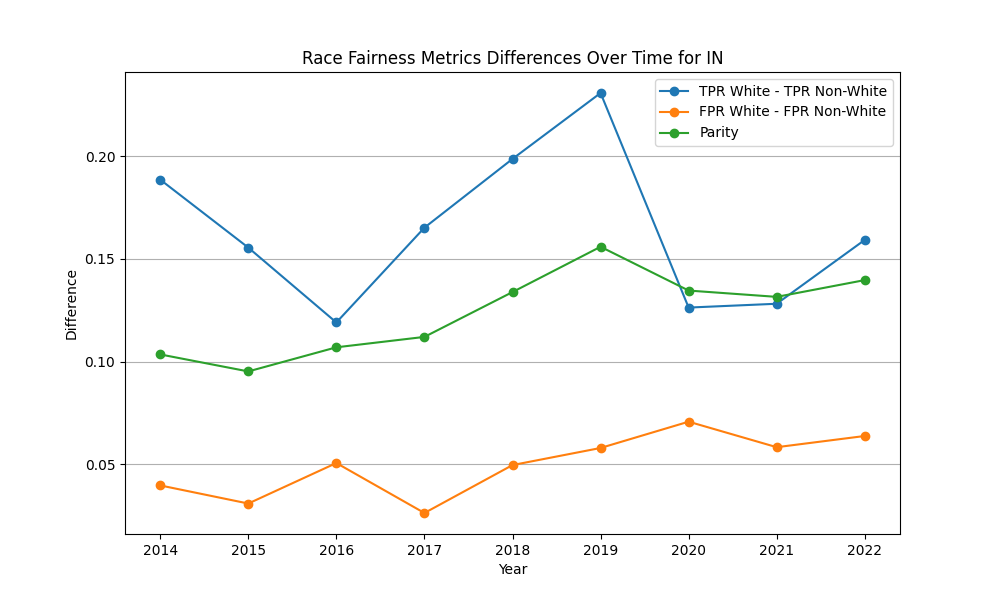 Race Fairness Metrics Differences Over Time for IN
TPR White - TPR Non-White
FPR White - FPR Non-White
Parity
0.20
0.15
0.10
0.05
Difference
2014 2015 2016 2017 2018 2019 2020 2021 2022
Year